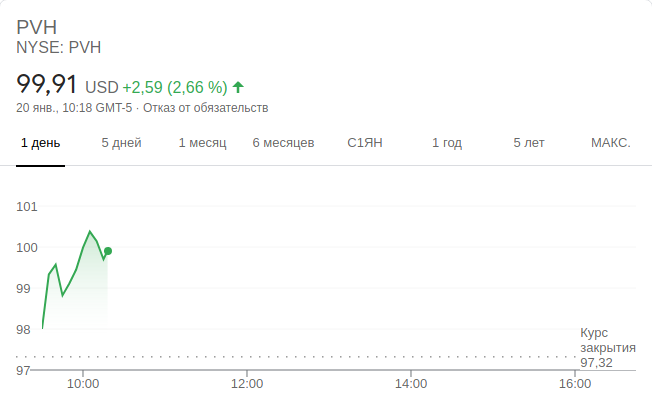 PVH
NYSE: PVH
99,91 USD +2,59 (2,66 %)
20 янв., 10:18 GMT-5 · Отказ от обязательств
1 день 5 дней 1 месяц 6 месяцев С1ЯН 1 год 5 лет МАКС.
101
100
99
98
Курс
закрытия
97,32
97
10:00 12:00 14:00 16:00